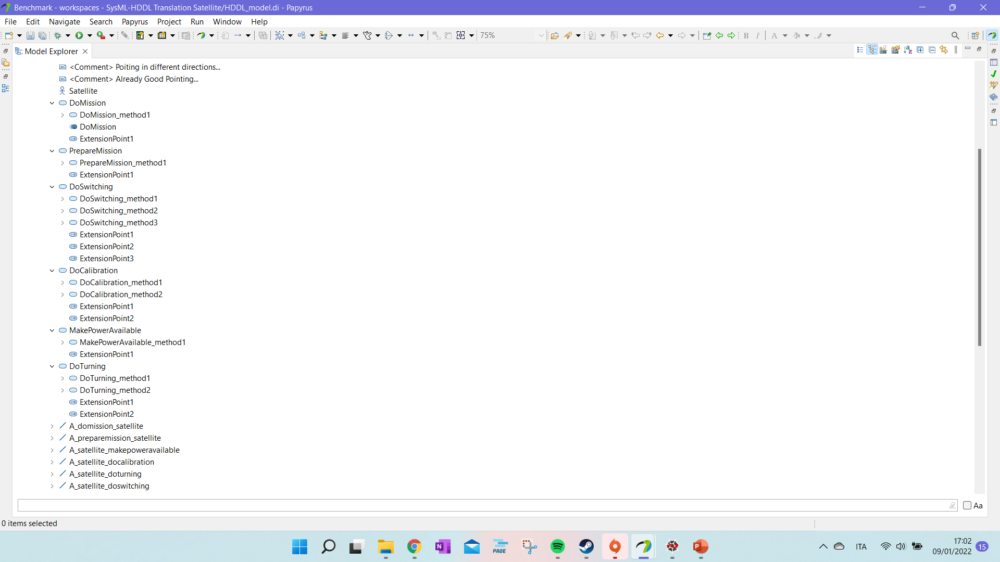 Benchmark - workspaces - SysML-HDDL Translation Satellite/HDDL_model.di - Papyrus
File Edit Navigate Search Papyrus Project Run Window Help
75%
B I A
Model Explorer
<Comment> Poiting in different directions...
<Comment> Already Good Pointing...
Satellite
DoMission
DoMission_method1
DoMission
ExtensionPoint1
PrepareMission
PrepareMission_method1
ExtensionPoint1
DoSwitching
DoSwitching_method1
DoSwitching_method2
DoSwitching_method3
ExtensionPoint1
ExtensionPoint2
ExtensionPoint3
DoCalibration
DoCalibration_method1
DoCalibration_method2
ExtensionPoint1
ExtensionPoint2
MakePowerAvailable
MakePowerAvailable_method1
ExtensionPoint1
DoTurning
DoTurning_method1
DoTurning_method2
ExtensionPoint1
ExtensionPoint2
A_domission_satellite
A_preparemission_satellite
A_satellite_makepoweravailable
A_satellite_docalibration
A_satellite_doturning
A_satellite_doswitching
Aa
0 items selected
N
PAGE
P
ITA
17:02
09/01/2022
15